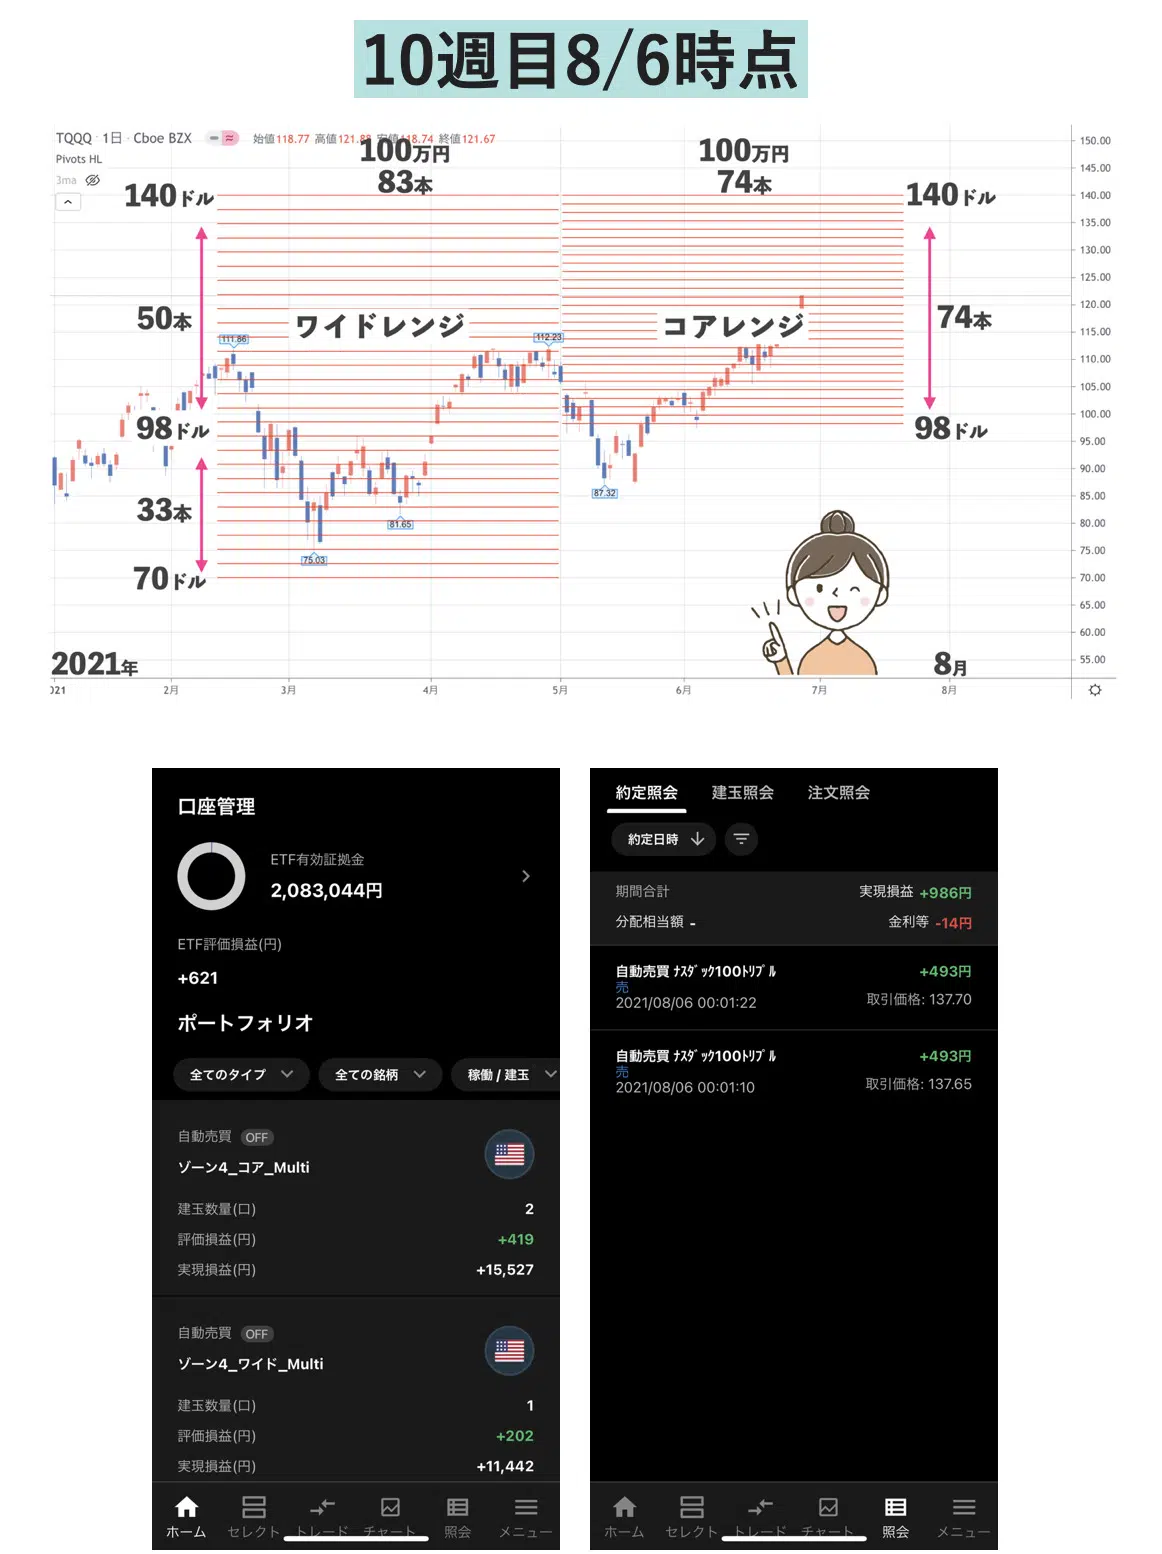 10週目8/6時点
TQQQ · 1日 · Cboe BZX
始値118.77 高値121.88 安値118.74 終値121.67
Pivots HL
3ma
100万円
83本
100万円
74本
140ドル
140ドル
50本
ワイドレンジ
コアレンジ
74本
111.86
112.23
98ドル
98ドル
87.32
33本
81.65
75.03
70ドル
150.00
145.00
140.00
135.00
130.00
125.00
120.00
115.00
110.00
105.00
100.00
95.00
90.00
85.00
80.00
75.00
70.00
65.00
60.00
55.00
2021年
8月
021 2月 3月 4月 5月 6月 7月 8月
口座管理
ETF有効証拠金
2,083,044円
ETF評価損益(円)
+621
ポートフォリオ
全てのタイプ 全ての銘柄 稼働 / 建玉
自動売買 OFF
ゾーン4_コア_Multi
建玉数量(口) 2
評価損益(円) +419
実現損益(円) +15,527
自動売買 OFF
ゾーン4_ワイド_Multi
建玉数量(口) 1
評価損益(円) +202
実現損益(円) +11,442
ホーム セレクト トレード チャート 照会 メニュー
約定照会 建玉照会 注文照会
約定日時
期間合計 実現損益 +986円
分配相当額 - 金利等 -14円
自動売買 ﾅｽﾀﾞｯｸ100ﾄﾘﾌﾟﾙ +493円
売
2021/08/06 00:01:22 取引価格: 137.70
自動売買 ﾅｽﾀﾞｯｸ100ﾄﾘﾌﾟﾙ +493円
売
2021/08/06 00:01:10 取引価格: 137.65
ホーム セレクト トレード チャート 照会 メニュー